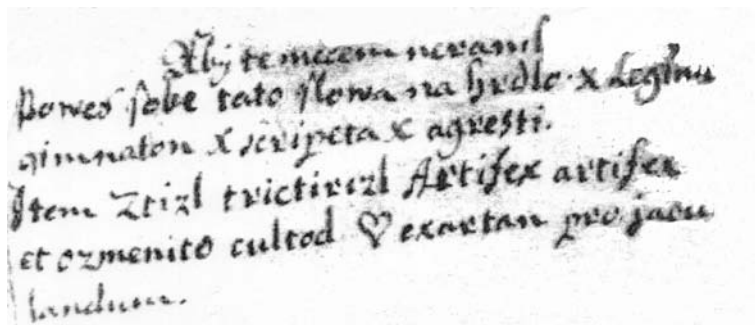 Aby te mecem neranil
Powes sobe tato slowa na hrdlo x Legimu
gimnaton x scripeta x agresti.
Item Ztizl trictirizl Artifex artifex
et ozmenito cultod ♡ exartan pro jacu
landum.